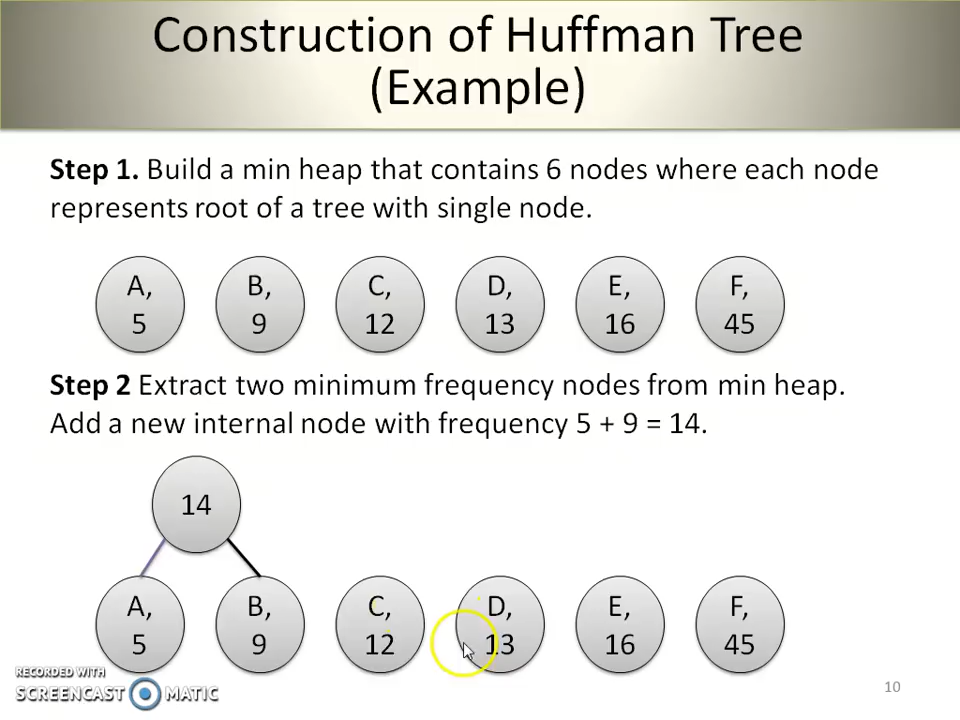 Construction of Huffman Tree
(Example)
Step 1. Build a min heap that contains 6 nodes where each node
represents root of a tree with single node.
A, B, C, D, E, F,
5 9 12 13 16 45
Step 2 Extract two minimum frequency nodes from min heap.
Add a new internal node with frequency 5 + 9 = 14.
14
A, B, C, D, E, F,
5 9 12 13 16 45
RECORDED WITH
SCREENCAST MATIC
10